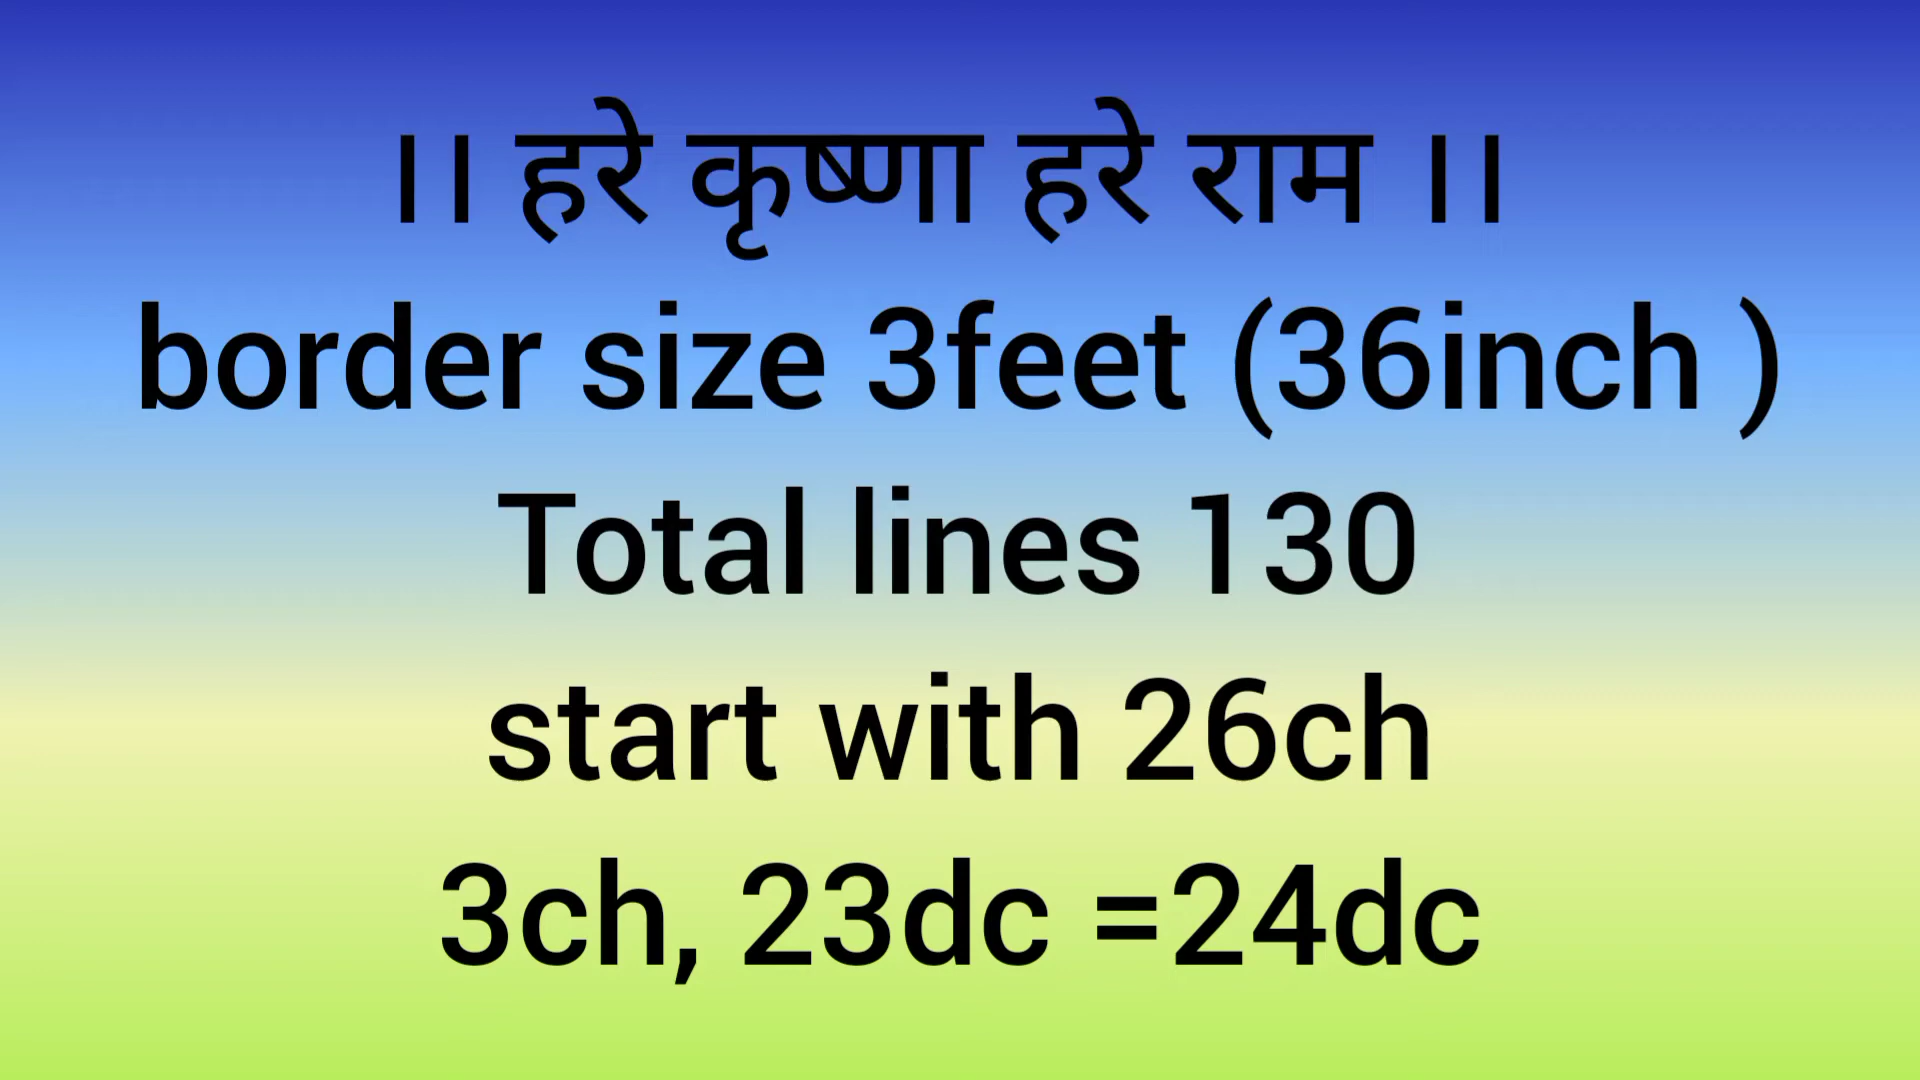 ।। हरे कृष्णा हरे राम ।।
border size 3feet (36inch )
Total lines 130
start with 26ch
3ch, 23dc =24dc